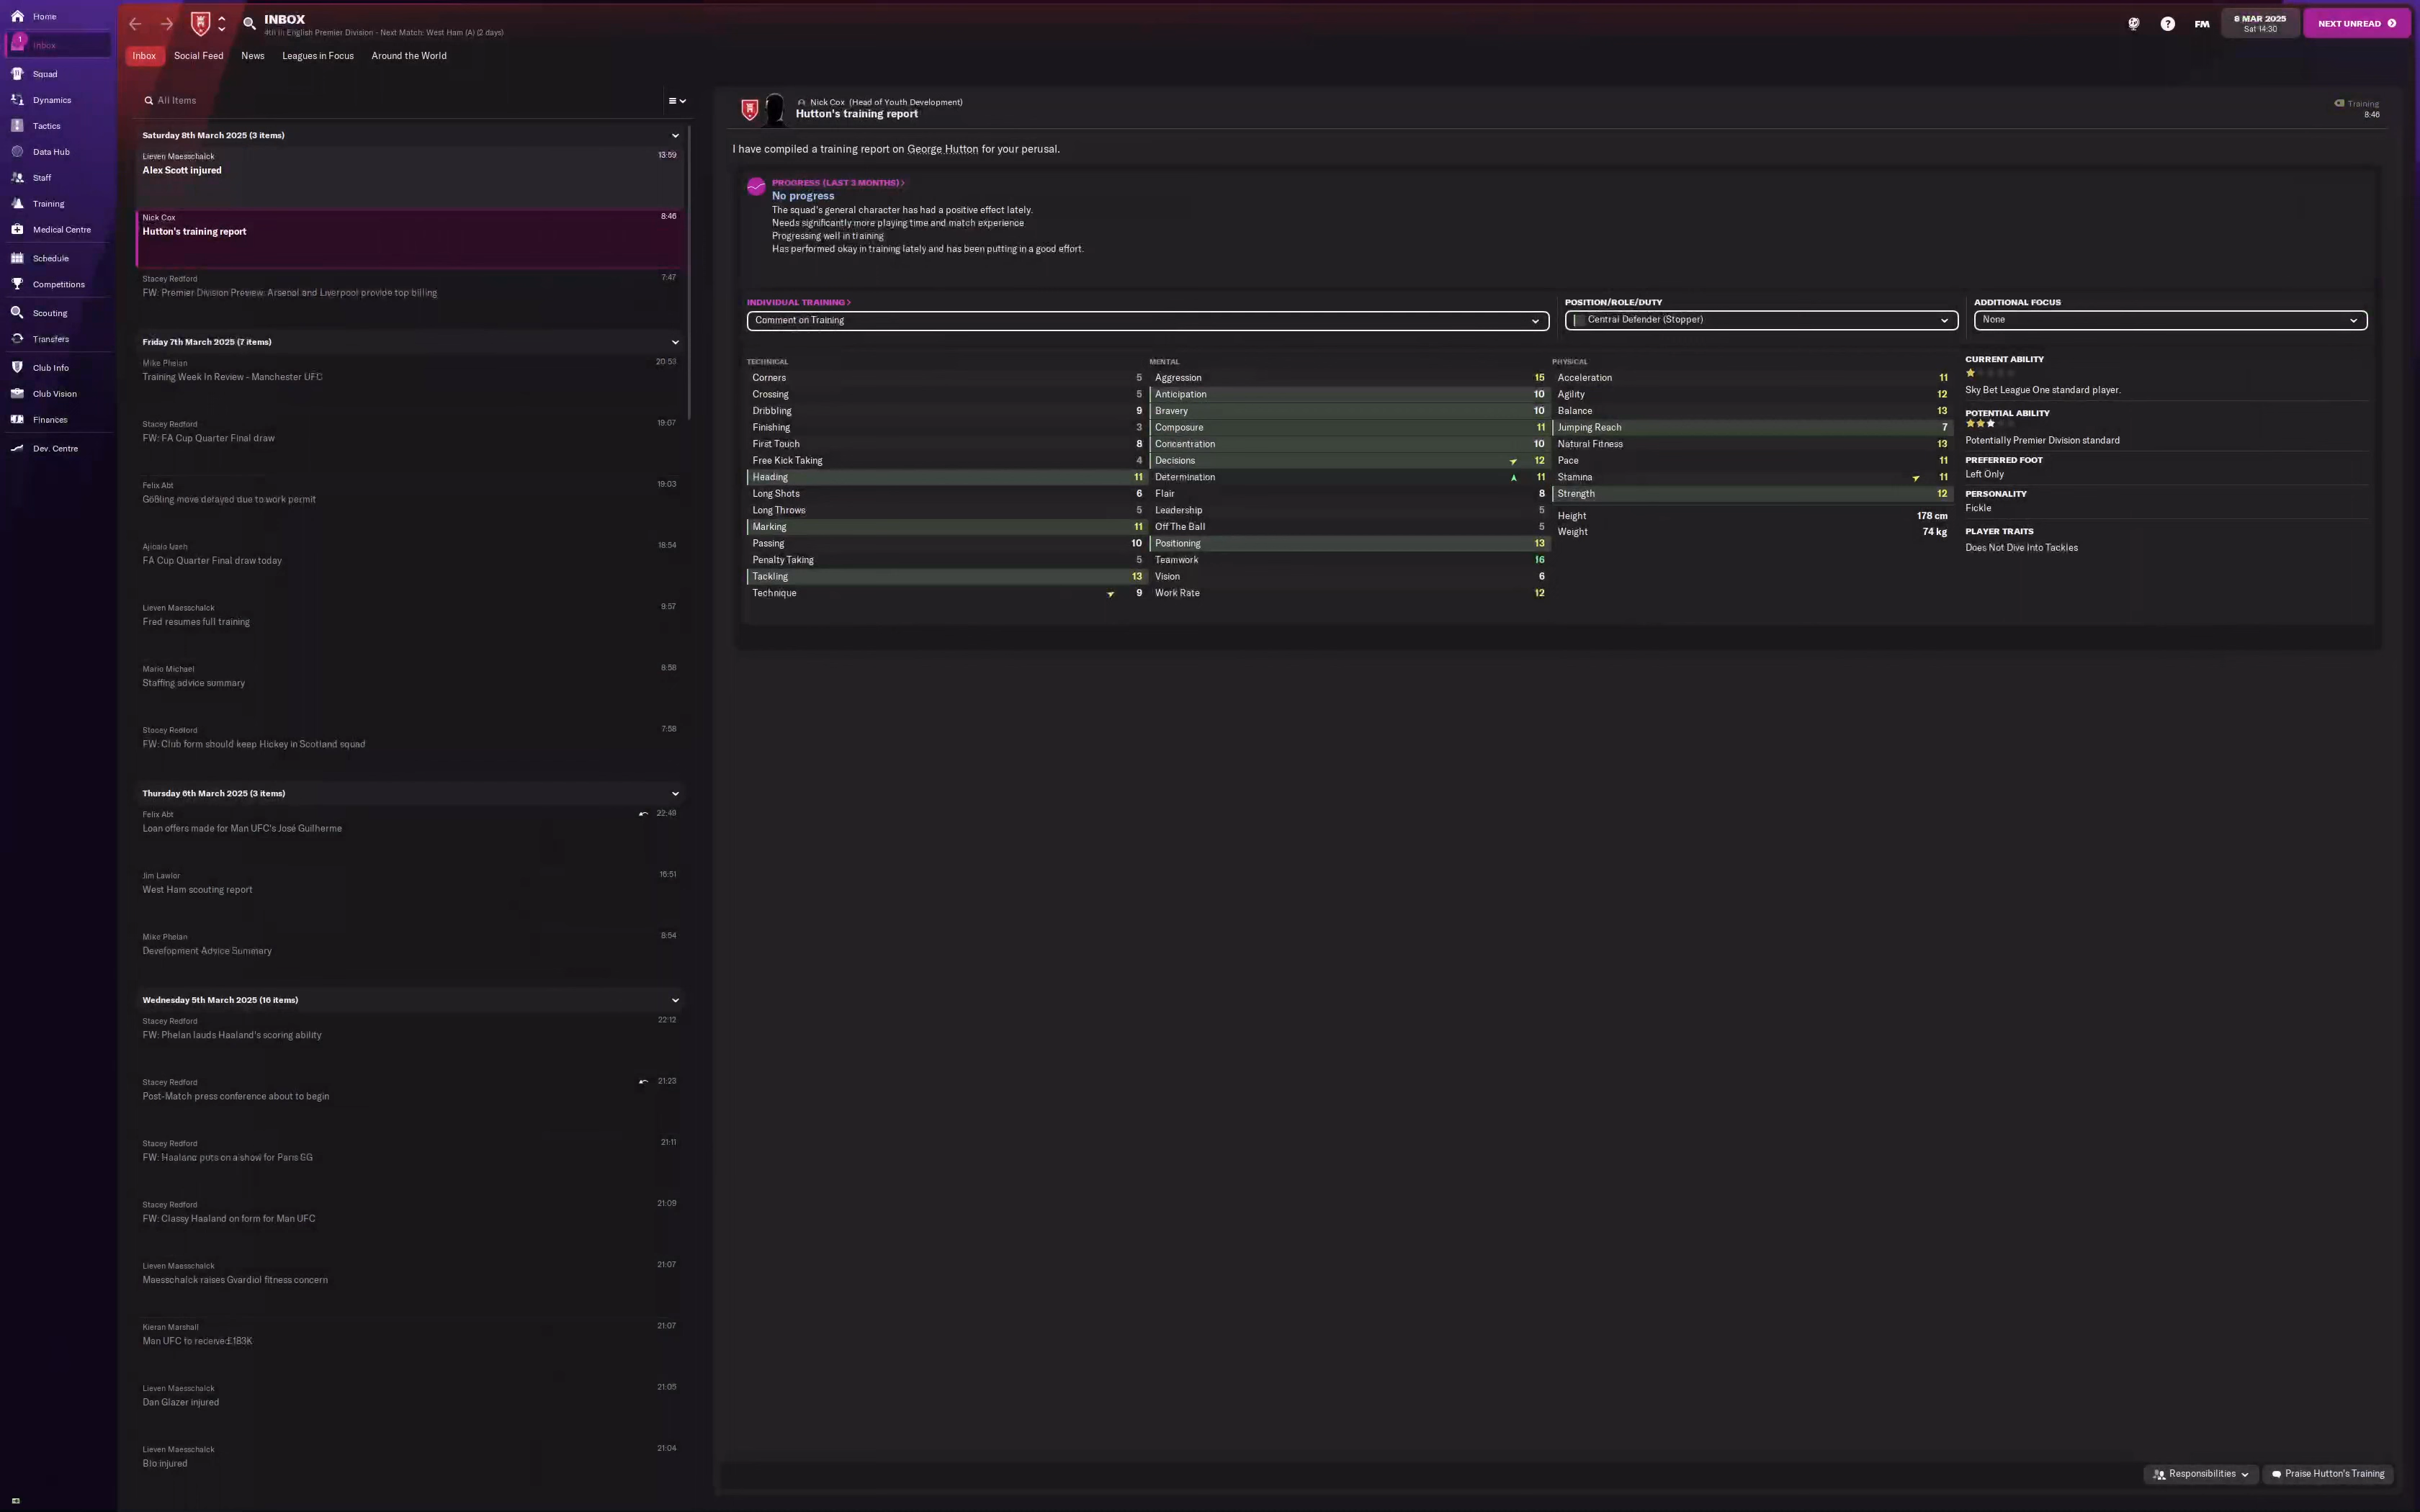 Home
INBOX
4th in English Premier Division - Next Match: West Ham (A) (2 days)
FM
8 MAR 2025
Sat 14:30
NEXT UNREAD
1
Inbox
Squad
Dynamics
Tactics
Data Hub
Staff
Training
Medical Centre
Schedule
Competitions
Scouting
Transfers
Club Info
Club Vision
Finances
Dev. Centre
Inbox Social Feed News Leagues in Focus Around the World
All Items
Saturday 8th March 2025 (3 items)
Lieven Maesschalck 13:59
Alex Scott injured
Nick Cox 8:46
Hutton's training report
Stacey Redford 7:47
FW: Premier Division Preview: Arsenal and Liverpool provide top billing
Friday 7th March 2025 (7 items)
Mike Phelan 20:53
Training Week In Review - Manchester UFC
Stacey Redford 19:07
FW: FA Cup Quarter Final draw
Felix Abt 19:03
Gößling move delayed due to work permit
18:54
FA Cup Quarter Final draw today
Lieven Maesschalck 9:57
Fred resumes full training
Mario Michael 8:58
Staffing advice summary
Stacey Redford 7:58
FW: Club form should keep Hickey in Scotland squad
Thursday 6th March 2025 (3 items)
Felix Abt 22:49
Loan offers made for Man UFC's José Guilherme
Jim Lawlor 16:51
West Ham scouting report
Mike Phelan 8:54
Development Advice Summary
Wednesday 5th March 2025 (16 items)
Stacey Redford 22:12
FW: Phelan lauds Haaland's scoring ability
Stacey Redford 21:23
Post-Match press conference about to begin
Stacey Redford 21:11
FW: Haaland puts on a show for Paris SG
Stacey Redford 21:09
FW: Classy Haaland on form for Man UFC
Lieven Maesschalck 21:07
Maesschalck raises Gvardiol fitness concern
Kieran Marshall 21:07
Man UFC to receive £183K
Lieven Maesschalck 21:05
Dan Glazer injured
Lieven Maesschalck 21:04
Bio injured
Nick Cox (Head of Youth Development)
Hutton's training report
Training
8:46
I have compiled a training report on George Hutton for your perusal.
PROGRESS (LAST 3 MONTHS) >
No progress
The squad's general character has had a positive effect lately.
Needs significantly more playing time and match experience
Progressing well in training
Has performed okay in training lately and has been putting in a good effort.
INDIVIDUAL TRAINING >
Comment on Training
POSITION/ROLE/DUTY
Central Defender (Stopper)
ADDITIONAL FOCUS
None
TECHNICAL
Corners 5
Crossing 5
Dribbling 9
Finishing 3
First Touch 8
Free Kick Taking 4
Heading 11
Long Shots 6
Long Throws 5
Marking 11
Passing 10
Penalty Taking 5
Tackling 13
Technique 9
MENTAL
Aggression 15
Anticipation 10
Bravery 10
Composure 11
Concentration 10
Decisions 12
Determination 11
Flair 8
Leadership 5
Off The Ball 5
Positioning 13
Teamwork 16
Vision 6
Work Rate 12
PHYSICAL
Acceleration 11
Agility 12
Balance 13
Jumping Reach 7
Natural Fitness 13
Pace 11
Stamina 11
Strength 12
Height 178 cm
Weight 74 kg
CURRENT ABILITY
Sky Bet League One standard player.
POTENTIAL ABILITY
Potentially Premier Division standard
PREFERRED FOOT
Left Only
PERSONALITY
Fickle
PLAYER TRAITS
Does Not Dive Into Tackles
Responsibilities
Praise Hutton's Training